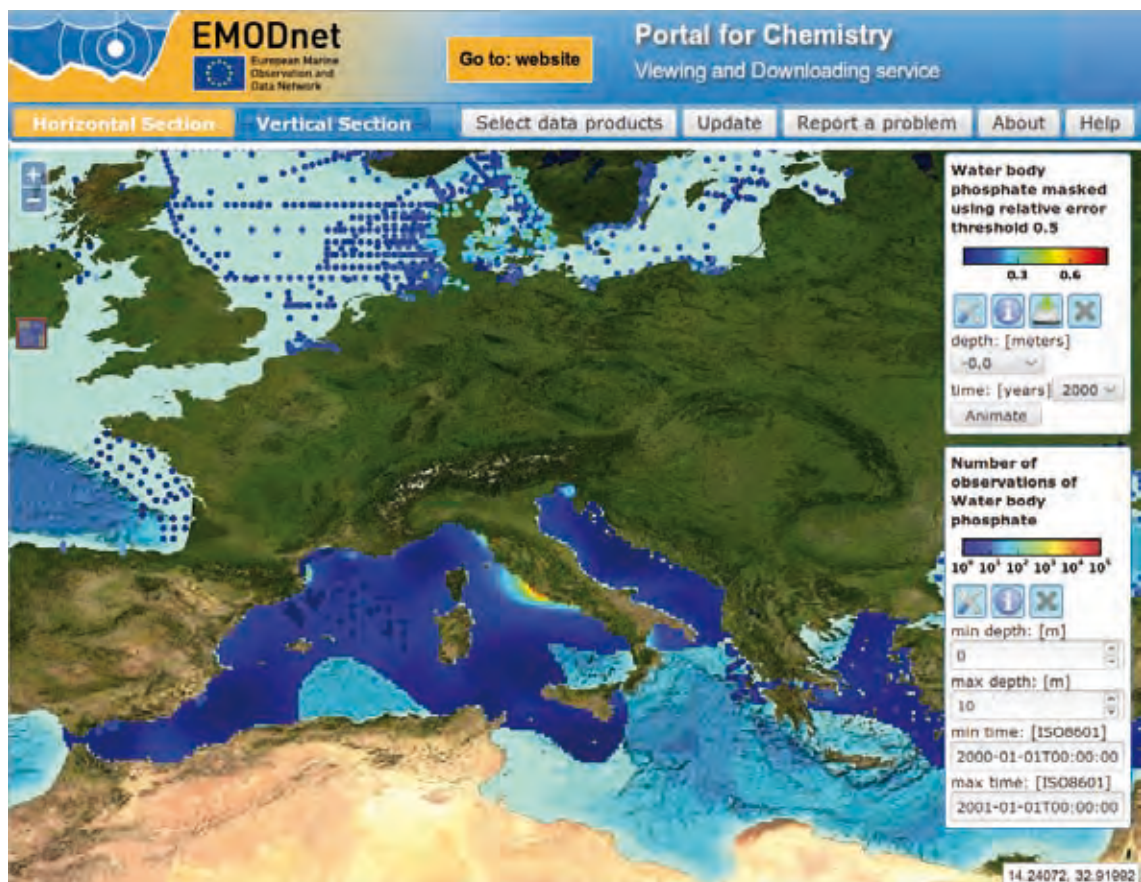 EMODnet
European Marine
Observation and
Data Network
Go to: website
Portal for Chemistry
Viewing and Downloading service
Horizontal Section
Vertical Section
Select data products
Update
Report a problem
About
Help
+
−
Water body
phosphate masked
using relative error
threshold 0.5
0.3 0.6
depth: [meters]
-0.0
time: [years] 2000
Animate
Number of
observations of
Water body
phosphate
10⁰ 10¹ 10² 10³ 10⁴ 10⁵
min depth: [m]
0
max depth: [m]
10
min time: [ISO8601]
2000-01-01T00:00:00
max time: [ISO8601]
2001-01-01T00:00:00
14.24072, 32.91992